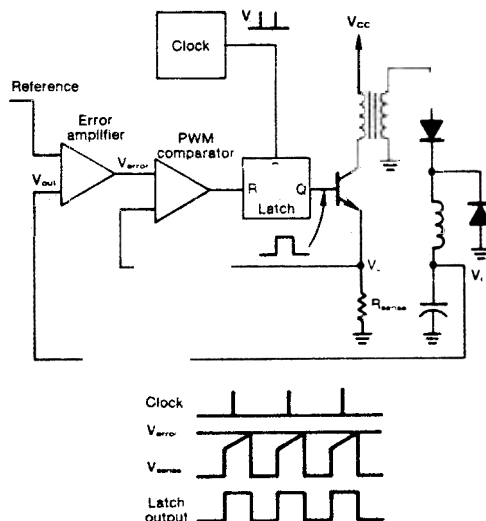 V
Clock
VCC
Reference
Error
amplifier
PWM
comparator
Verror
Vout
R
Q
Latch
Rsense
Clock
Verror
Vsense
Latch
output